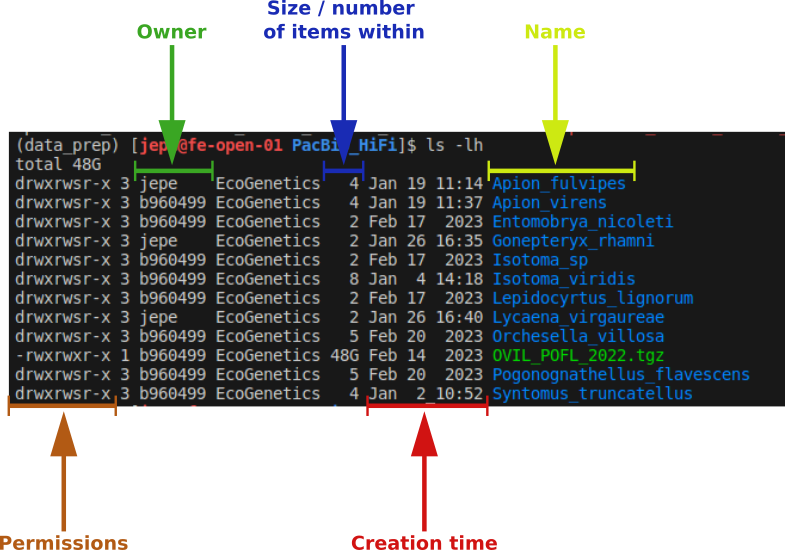 Size / number
of items within
Owner
Name
(data_prep) [jepe@fe-open-01 PacBio_HiFi]$ ls -lh
total 48G
drwxrwsr-x 3 jepe    EcoGenetics   4 Jan 19 11:14 Apion_fulvipes
drwxrwsr-x 3 b960499 EcoGenetics   4 Jan 19 11:37 Apion_virens
drwxrwsr-x 3 b960499 EcoGenetics   2 Feb 17  2023 Entomobrya_nicoleti
drwxrwsr-x 3 jepe    EcoGenetics   2 Jan 26 16:35 Gonepteryx_rhamni
drwxrwsr-x 3 b960499 EcoGenetics   2 Feb 17  2023 Isotoma_sp
drwxrwsr-x 3 b960499 EcoGenetics   8 Jan  4 14:18 Isotoma_viridis
drwxrwsr-x 3 b960499 EcoGenetics   2 Feb 17  2023 Lepidocyrtus_lignorum
drwxrwsr-x 3 jepe    EcoGenetics   2 Jan 26 16:40 Lycaena_virgaureae
drwxrwsr-x 3 b960499 EcoGenetics   5 Feb 20  2023 Orchesella_villosa
-rwxrwxr-x 1 b960499 EcoGenetics 48G Feb 14  2023 OVIL_POFL_2022.tgz
drwxrwsr-x 3 b960499 EcoGenetics   5 Feb 20  2023 Pogonognathellus_flavescens
drwxrwsr-x 3 b960499 EcoGenetics   4 Jan  2 10:52 Syntomus_truncatellus
Permissions
Creation time